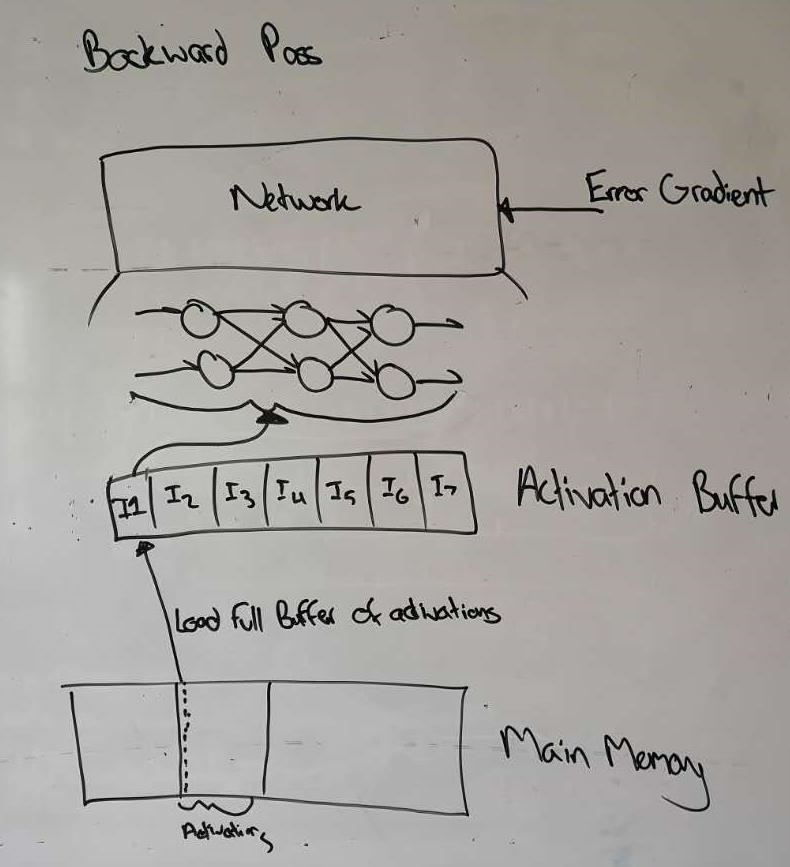 Backward Pass
Network
Error Gradient
I1 I2 I3 I4 I5 I6 I7
Activation Buffer
Load Full Buffer of activations
Main Memory
Activations